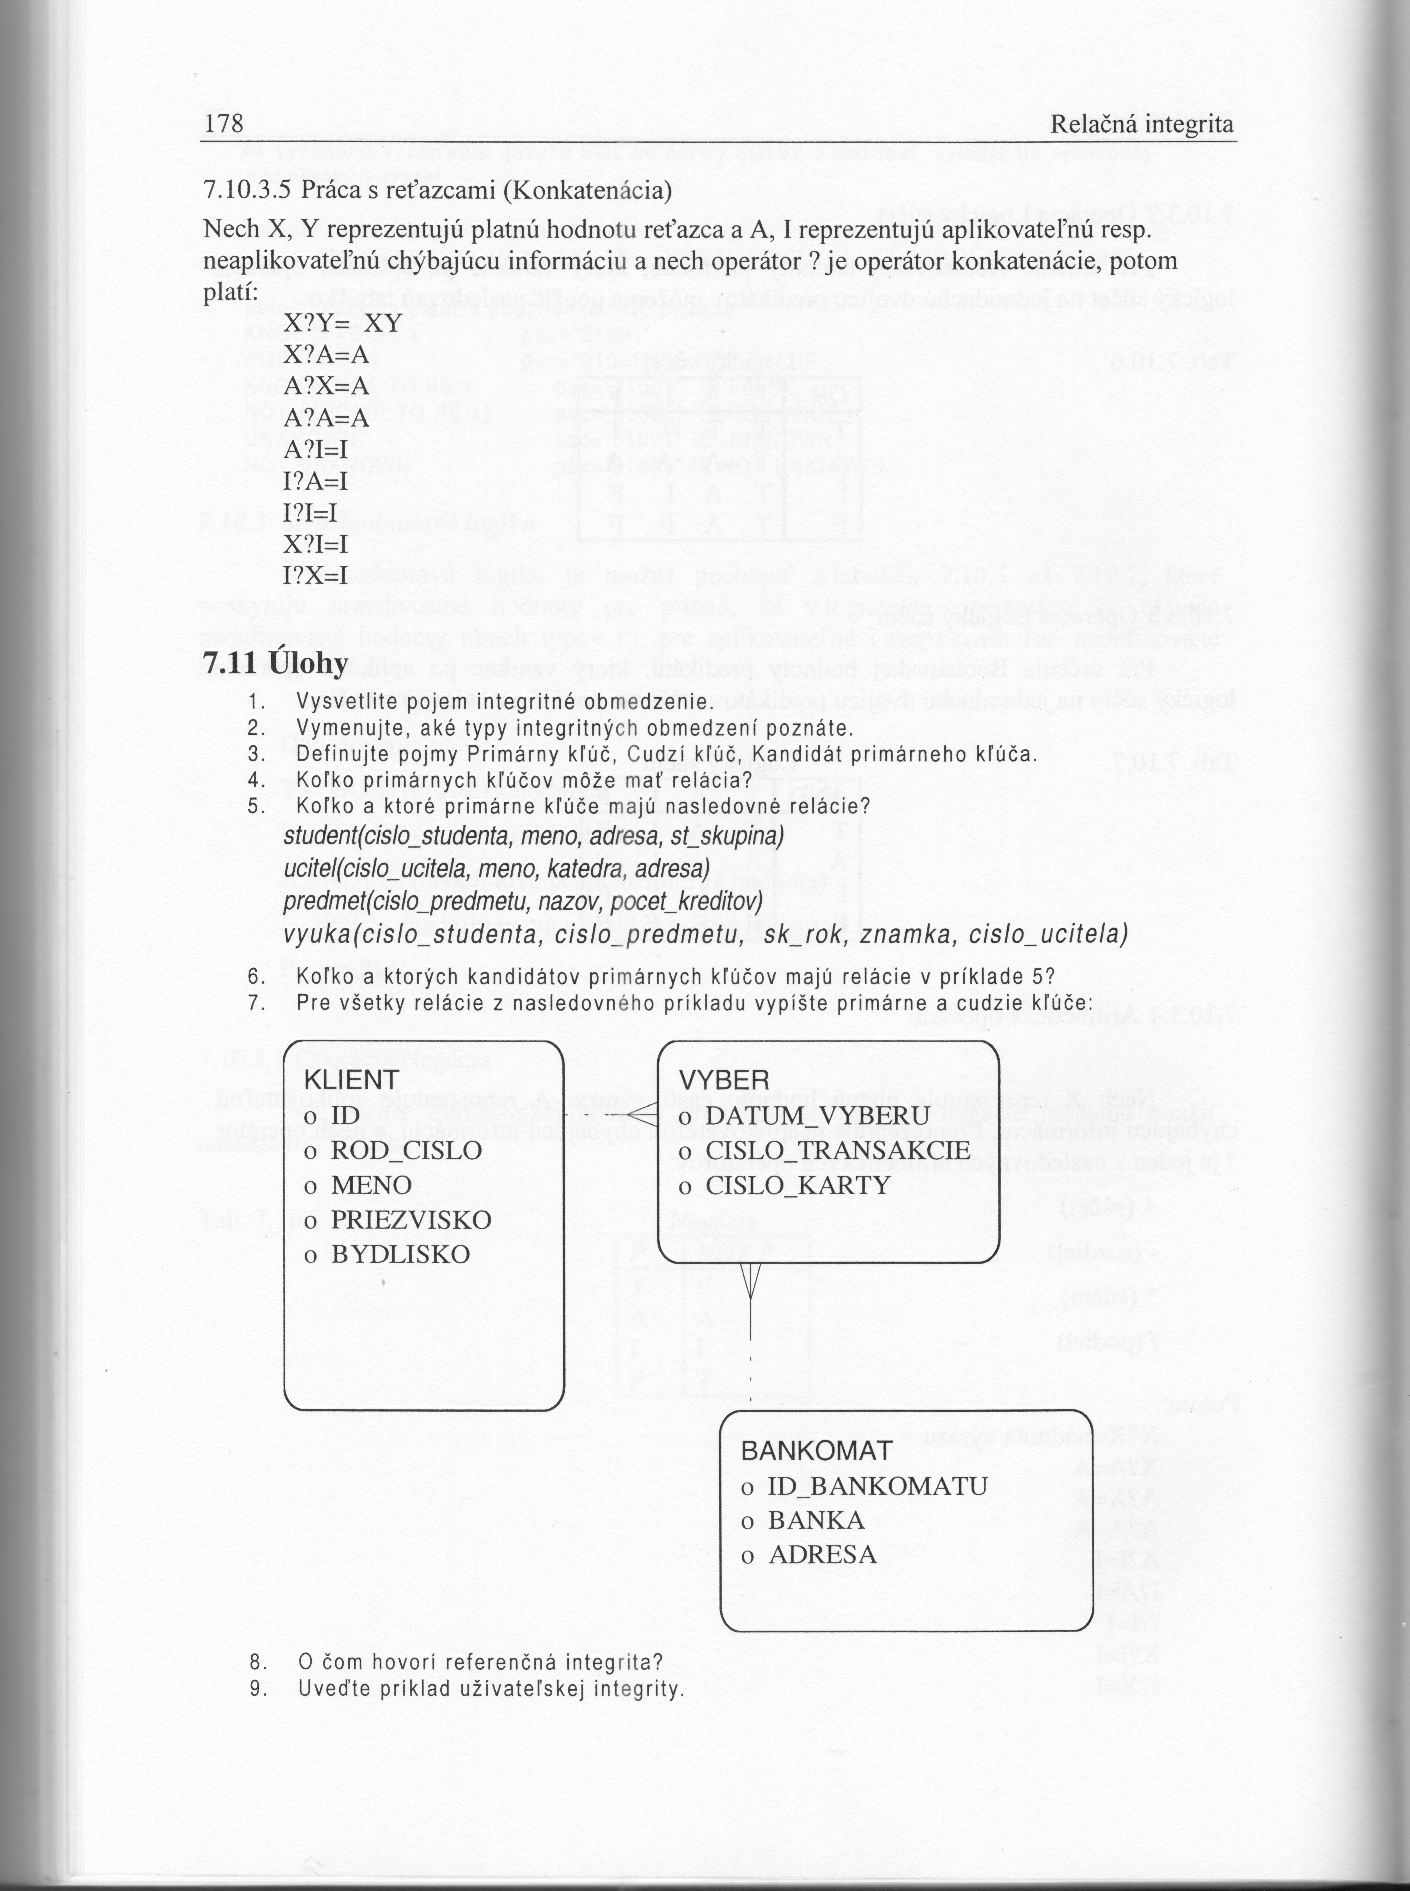 178
Relačná integrita
7.10.3.5 Práca s reťazcami (Konkatenácia)
Nech X, Y reprezentujú platnú hodnotu reťazca a A, I reprezentujú aplikovateľnú resp.
neaplikovateľnú chýbajúcu informáciu a nech operátor ? je operátor konkatenácie, potom
platí:
X?Y= XY
X?A=A
A?X=A
A?A=A
A?I=I
I?A=I
I?I=I
X?I=I
I?X=I
7.11 Úlohy
1. Vysvetlite pojem integritné obmedzenie.
2. Vymenujte, aké typy integritných obmedzení poznáte.
3. Definujte pojmy Primárny kľúč, Cudzí kľúč, Kandidát primárneho kľúča.
4. Koľko primárnych kľúčov môže mať relácia?
5. Koľko a ktoré primárne kľúče majú nasledovné relácie?
student(cislo_studenta, meno, adresa, st_skupina)
ucitel(cislo_ucitela, meno, katedra, adresa)
predmet(cislo_predmetu, nazov, pocet_kreditov)
vyuka(cislo_studenta, cislo_predmetu, sk_rok, znamka, cislo_ucitela)
6. Koľko a ktorých kandidátov primárnych kľúčov majú relácie v príklade 5?
7. Pre všetky relácie z nasledovného príkladu vypíšte primárne a cudzie kľúče:
KLIENT
o ID
o ROD_CISLO
o MENO
o PRIEZVISKO
o BYDLISKO
VYBER
o DATUM_VYBERU
o CISLO_TRANSAKCIE
o CISLO_KARTY
BANKOMAT
o ID_BANKOMATU
o BANKA
o ADRESA
8. O čom hovorí referenčná integrita?
9. Uveďte príklad užívateľskej integrity.